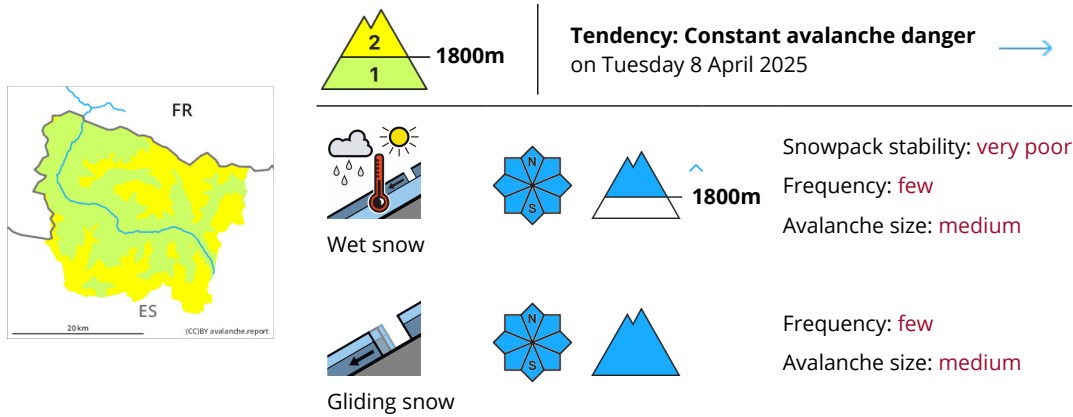 2
1
1800m
Tendency: Constant avalanche danger
on Tuesday 8 April 2025
FR
ES
20 km
(CC)BY avalanche.report
Wet snow
N
S
1800m
Snowpack stability: very poor
Frequency: few
Avalanche size: medium
Gliding snow
N
S
Frequency: few
Avalanche size: medium